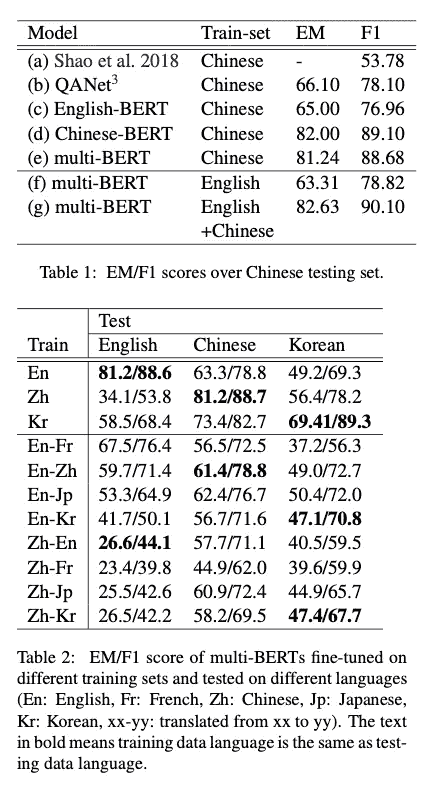 Model Train-set EM F1
(a) Shao et al. 2018 Chinese - 53.78
(b) QANet³ Chinese 66.10 78.10
(c) English-BERT Chinese 65.00 76.96
(d) Chinese-BERT Chinese 82.00 89.10
(e) multi-BERT Chinese 81.24 88.68
(f) multi-BERT English 63.31 78.82
(g) multi-BERT English 82.63 90.10
+Chinese
Table 1: EM/F1 scores over Chinese testing set.
Test
Train English Chinese Korean
En 81.2/88.6 63.3/78.8 49.2/69.3
Zh 34.1/53.8 81.2/88.7 56.4/78.2
Kr 58.5/68.4 73.4/82.7 69.41/89.3
En-Fr 67.5/76.4 56.5/72.5 37.2/56.3
En-Zh 59.7/71.4 61.4/78.8 49.0/72.7
En-Jp 53.3/64.9 62.4/76.7 50.4/72.0
En-Kr 41.7/50.1 56.7/71.6 47.1/70.8
Zh-En 26.6/44.1 57.7/71.1 40.5/59.5
Zh-Fr 23.4/39.8 44.9/62.0 39.6/59.9
Zh-Jp 25.5/42.6 60.9/72.4 44.9/65.7
Zh-Kr 26.5/42.2 58.2/69.5 47.4/67.7
Table 2: EM/F1 score of multi-BERTs fine-tuned on
different training sets and tested on different languages
(En: English, Fr: French, Zh: Chinese, Jp: Japanese,
Kr: Korean, xx-yy: translated from xx to yy). The text
in bold means training data language is the same as test-
ing data language.